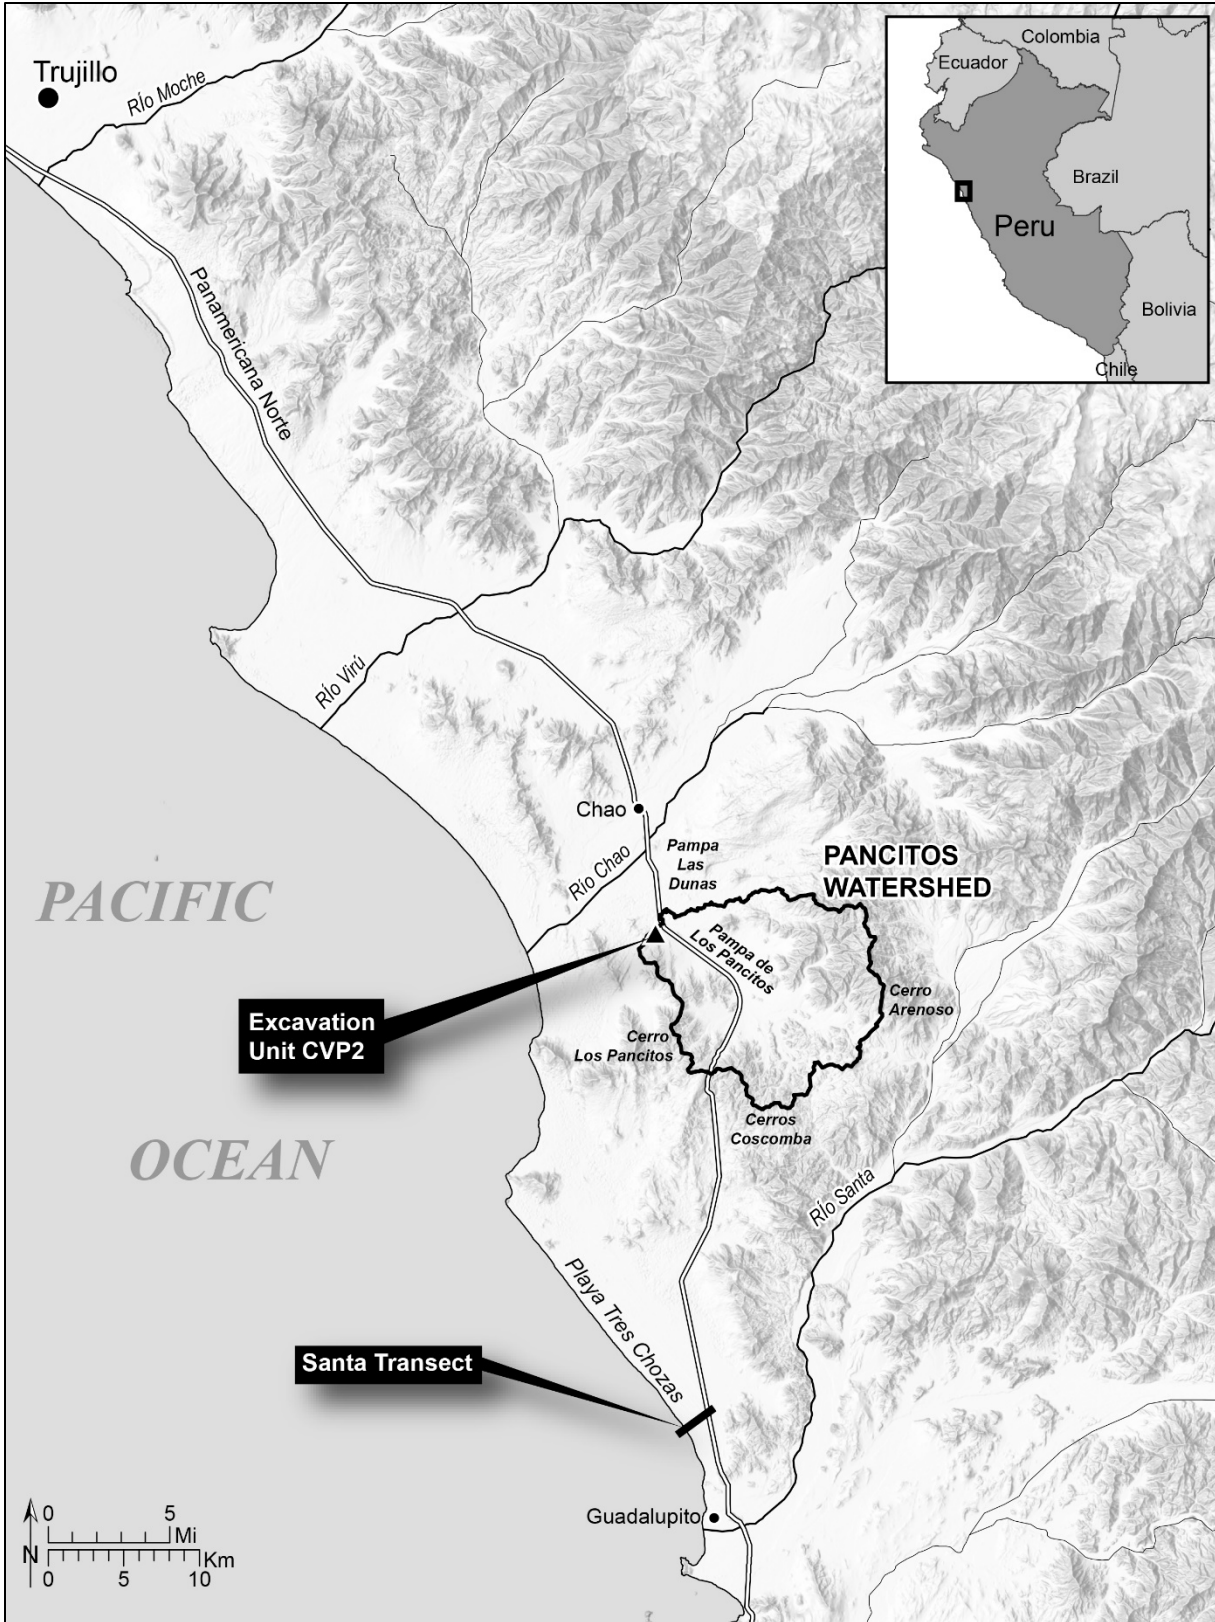 Trujillo
Río Moche
Colombia
Ecuador
Brazil
Peru
Bolivia
Chile
Panamericana Norte
Río Virú
Chao
Río Chao
Pampa
Las
Dunas
PANCITOS
WATERSHED
PACIFIC
Pampa de
Los Pancitos
Cerro
Arenoso
Excavation
Unit CVP2
Cerro
Los Pancitos
Cerros
Coscomba
OCEAN
Río Santa
Playa Tres Chozas
Santa Transect
Guadalupito
N
0 5
Mi
Km
0 5 10